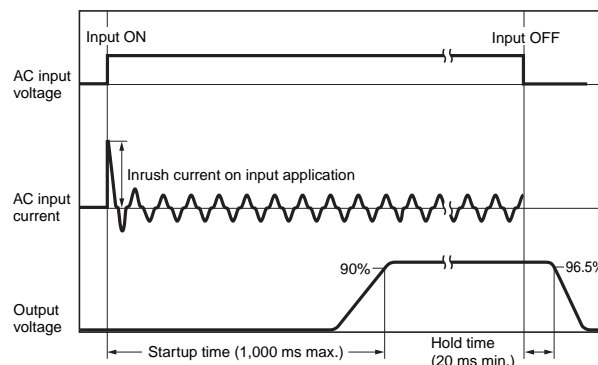 Input ON
Input OFF
AC input
voltage
Inrush current on input application
AC input
current
90%
96.5%
Output
voltage
Startup time (1,000 ms max.)
Hold time
(20 ms min.)